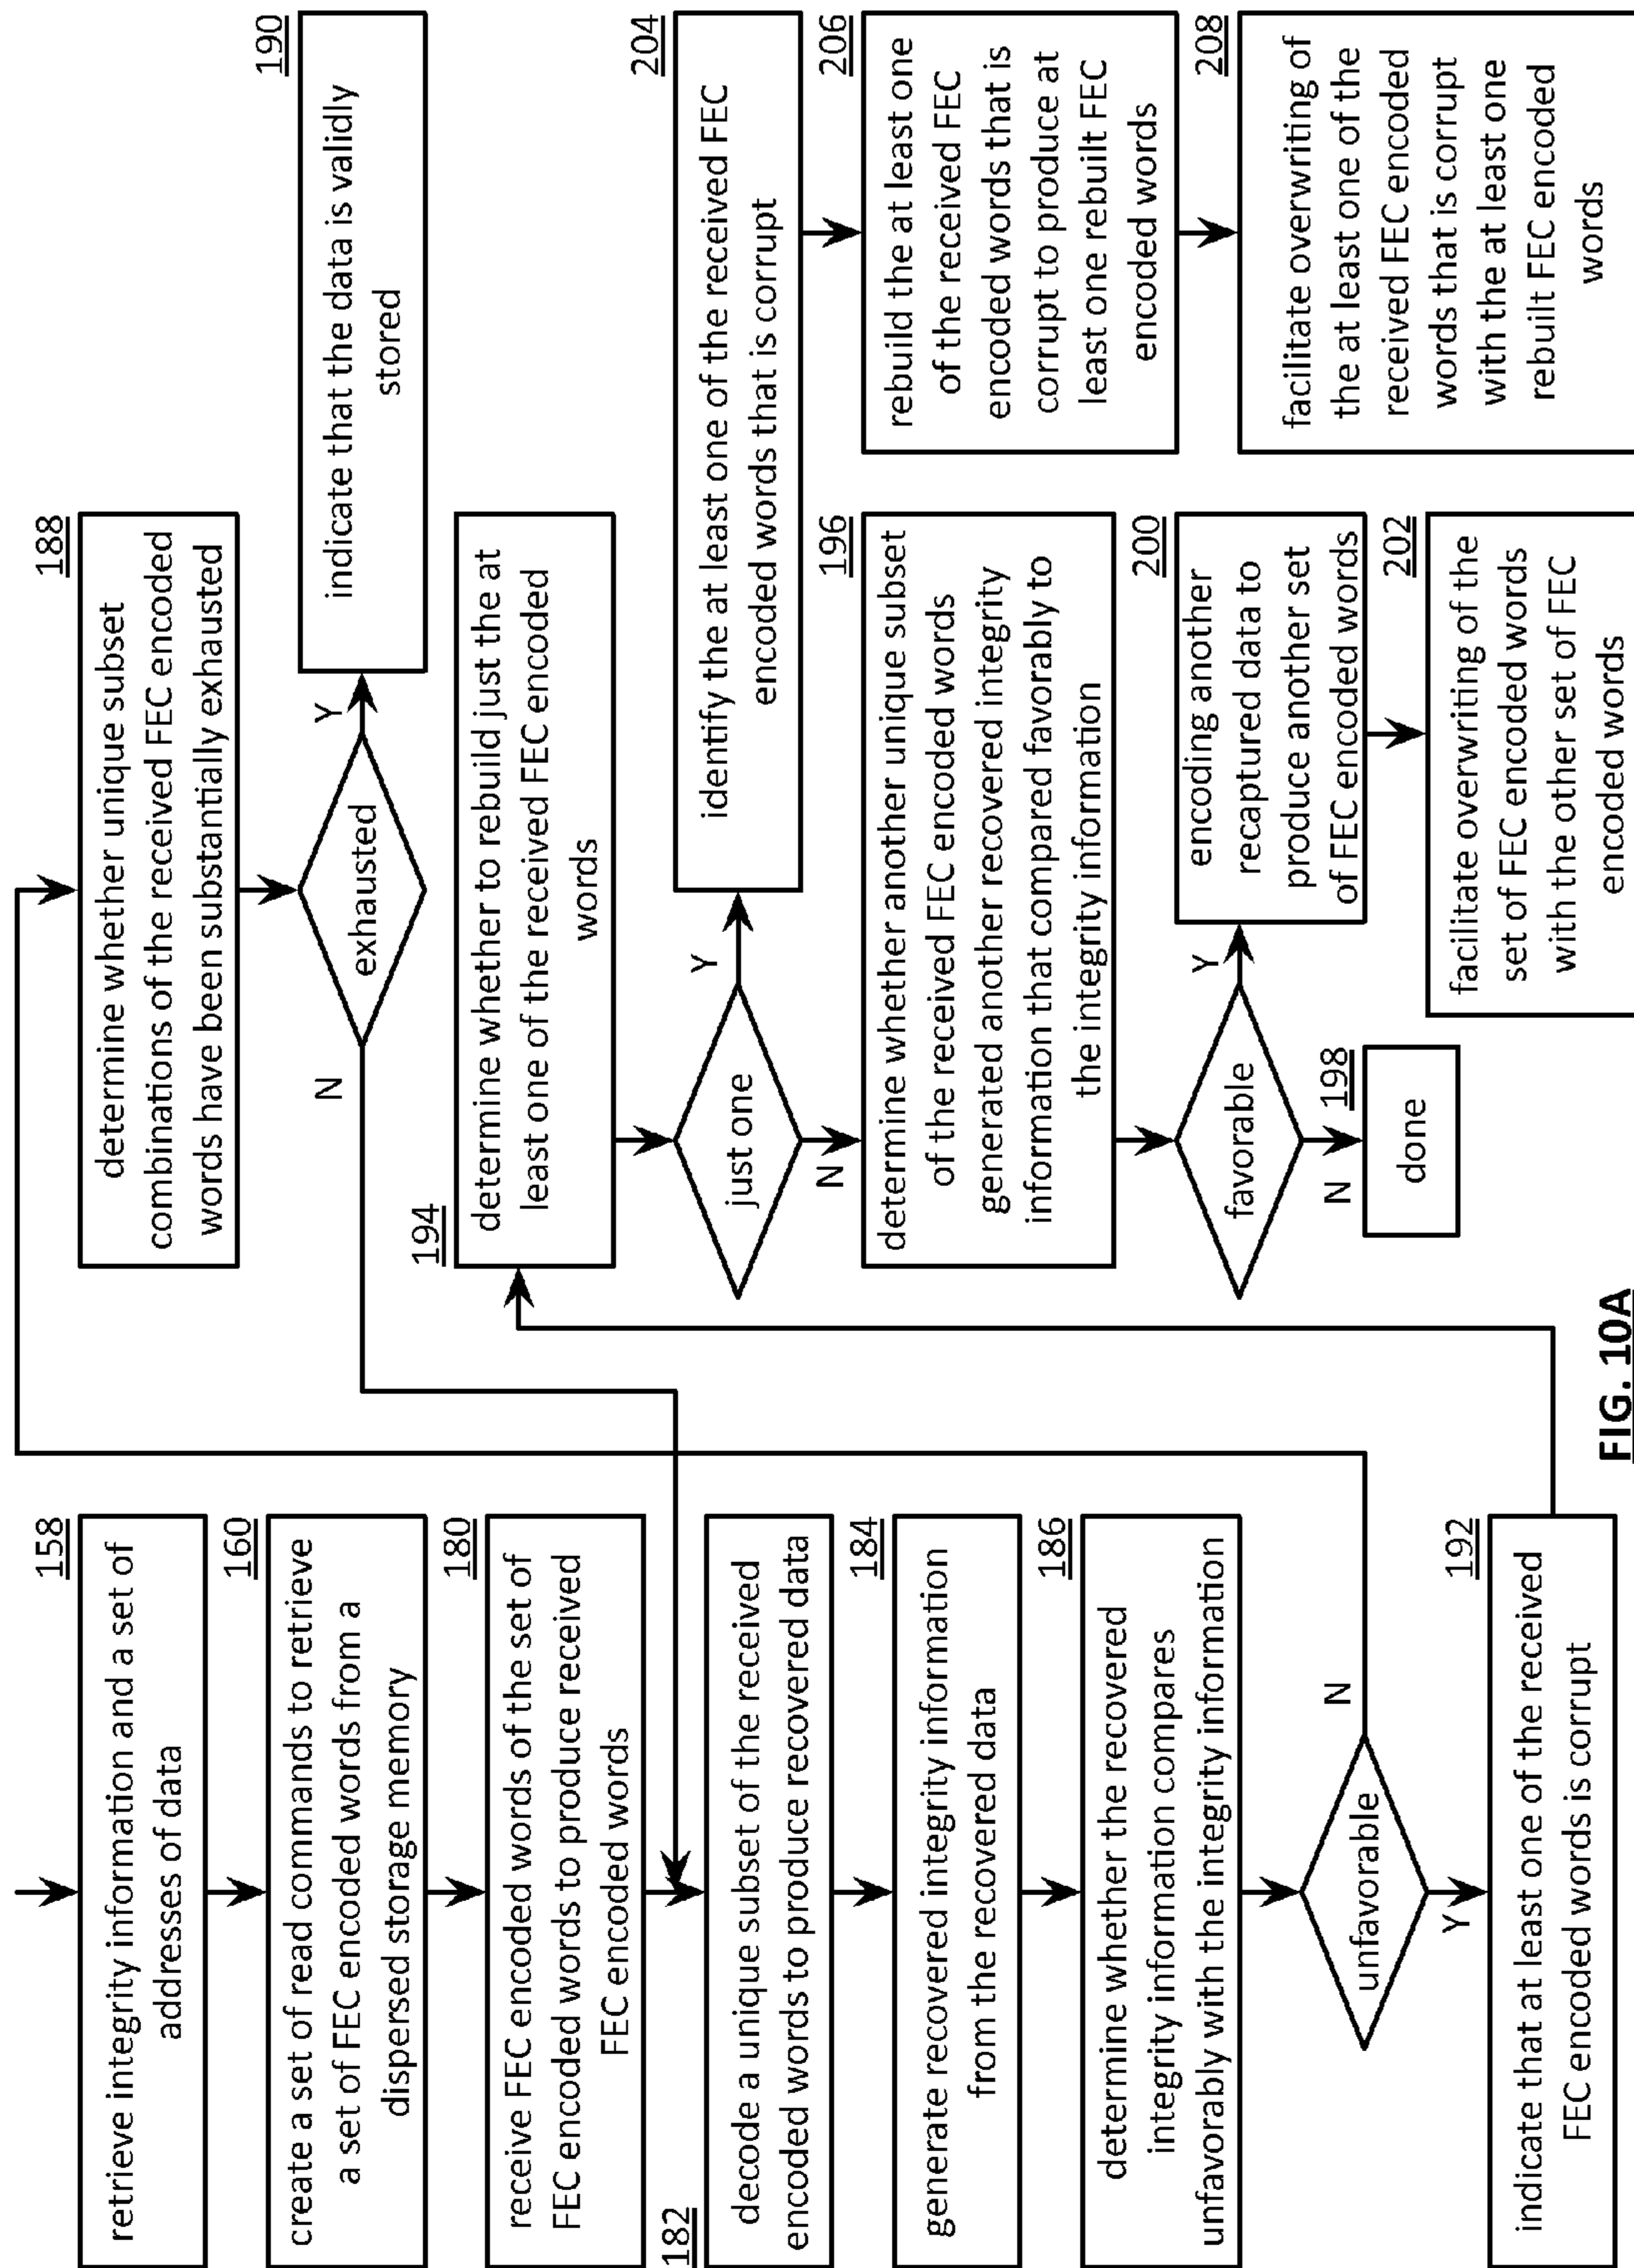 158
retrieve integrity information and a set of
addresses of data
160
create a set of read commands to retrieve
a set of FEC encoded words from a
dispersed storage memory
180
receive FEC encoded words of the set of
FEC encoded words to produce received
FEC encoded words
182
decode a unique subset of the received
encoded words to produce recovered data
184
generate recovered integrity information
from the recovered data
186
determine whether the recovered
integrity information compares
unfavorably with the integrity information
unfavorable
N
Y
192
indicate that at least one of the received
FEC encoded words is corrupt
188
determine whether unique subset
combinations of the received FEC encoded
words have been substantially exhausted
exhausted
N
Y
190
indicate that the data is validly
stored
194
determine whether to rebuild just the at
least one of the received FEC encoded
words
just one
Y
N
204
identify the at least one of the received FEC
encoded words that is corrupt
206
rebuild the at least one
of the received FEC
encoded words that is
corrupt to produce at
least one rebuilt FEC
encoded words
208
facilitate overwriting of
the at least one of the
received FEC encoded
words that is corrupt
with the at least one
rebuilt FEC encoded
words
196
determine whether another unique subset
of the received FEC encoded words
generated another recovered integrity
information that compared favorably to
the integrity information
favorable
Y
N
198
done
200
encoding another
recaptured data to
produce another set
of FEC encoded words
202
facilitate overwriting of the
set of FEC encoded words
with the other set of FEC
encoded words
FIG. 10A